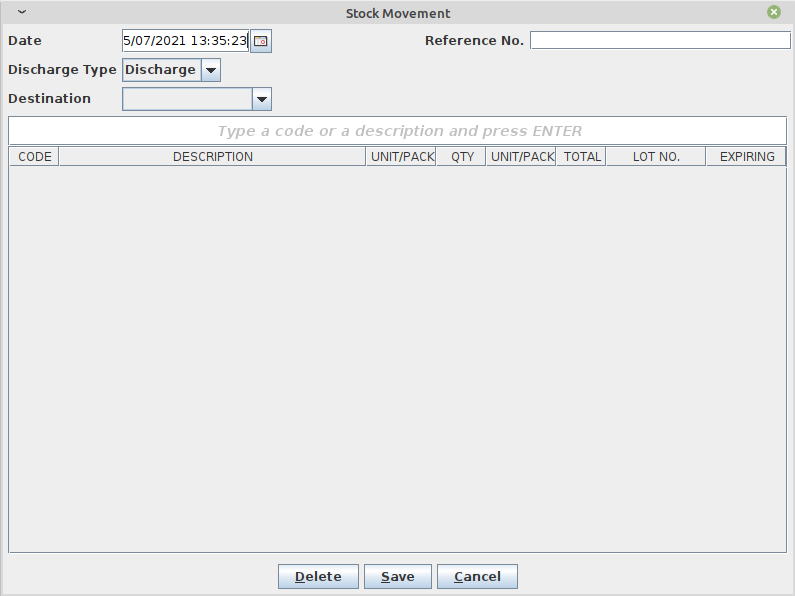 Stock Movement
Date 5/07/2021 13:35:23 Reference No.
Discharge Type Discharge
Destination
Type a code or a description and press ENTER
CODE DESCRIPTION UNIT/PACK QTY UNIT/PACK TOTAL LOT NO. EXPIRING
Delete Save Cancel